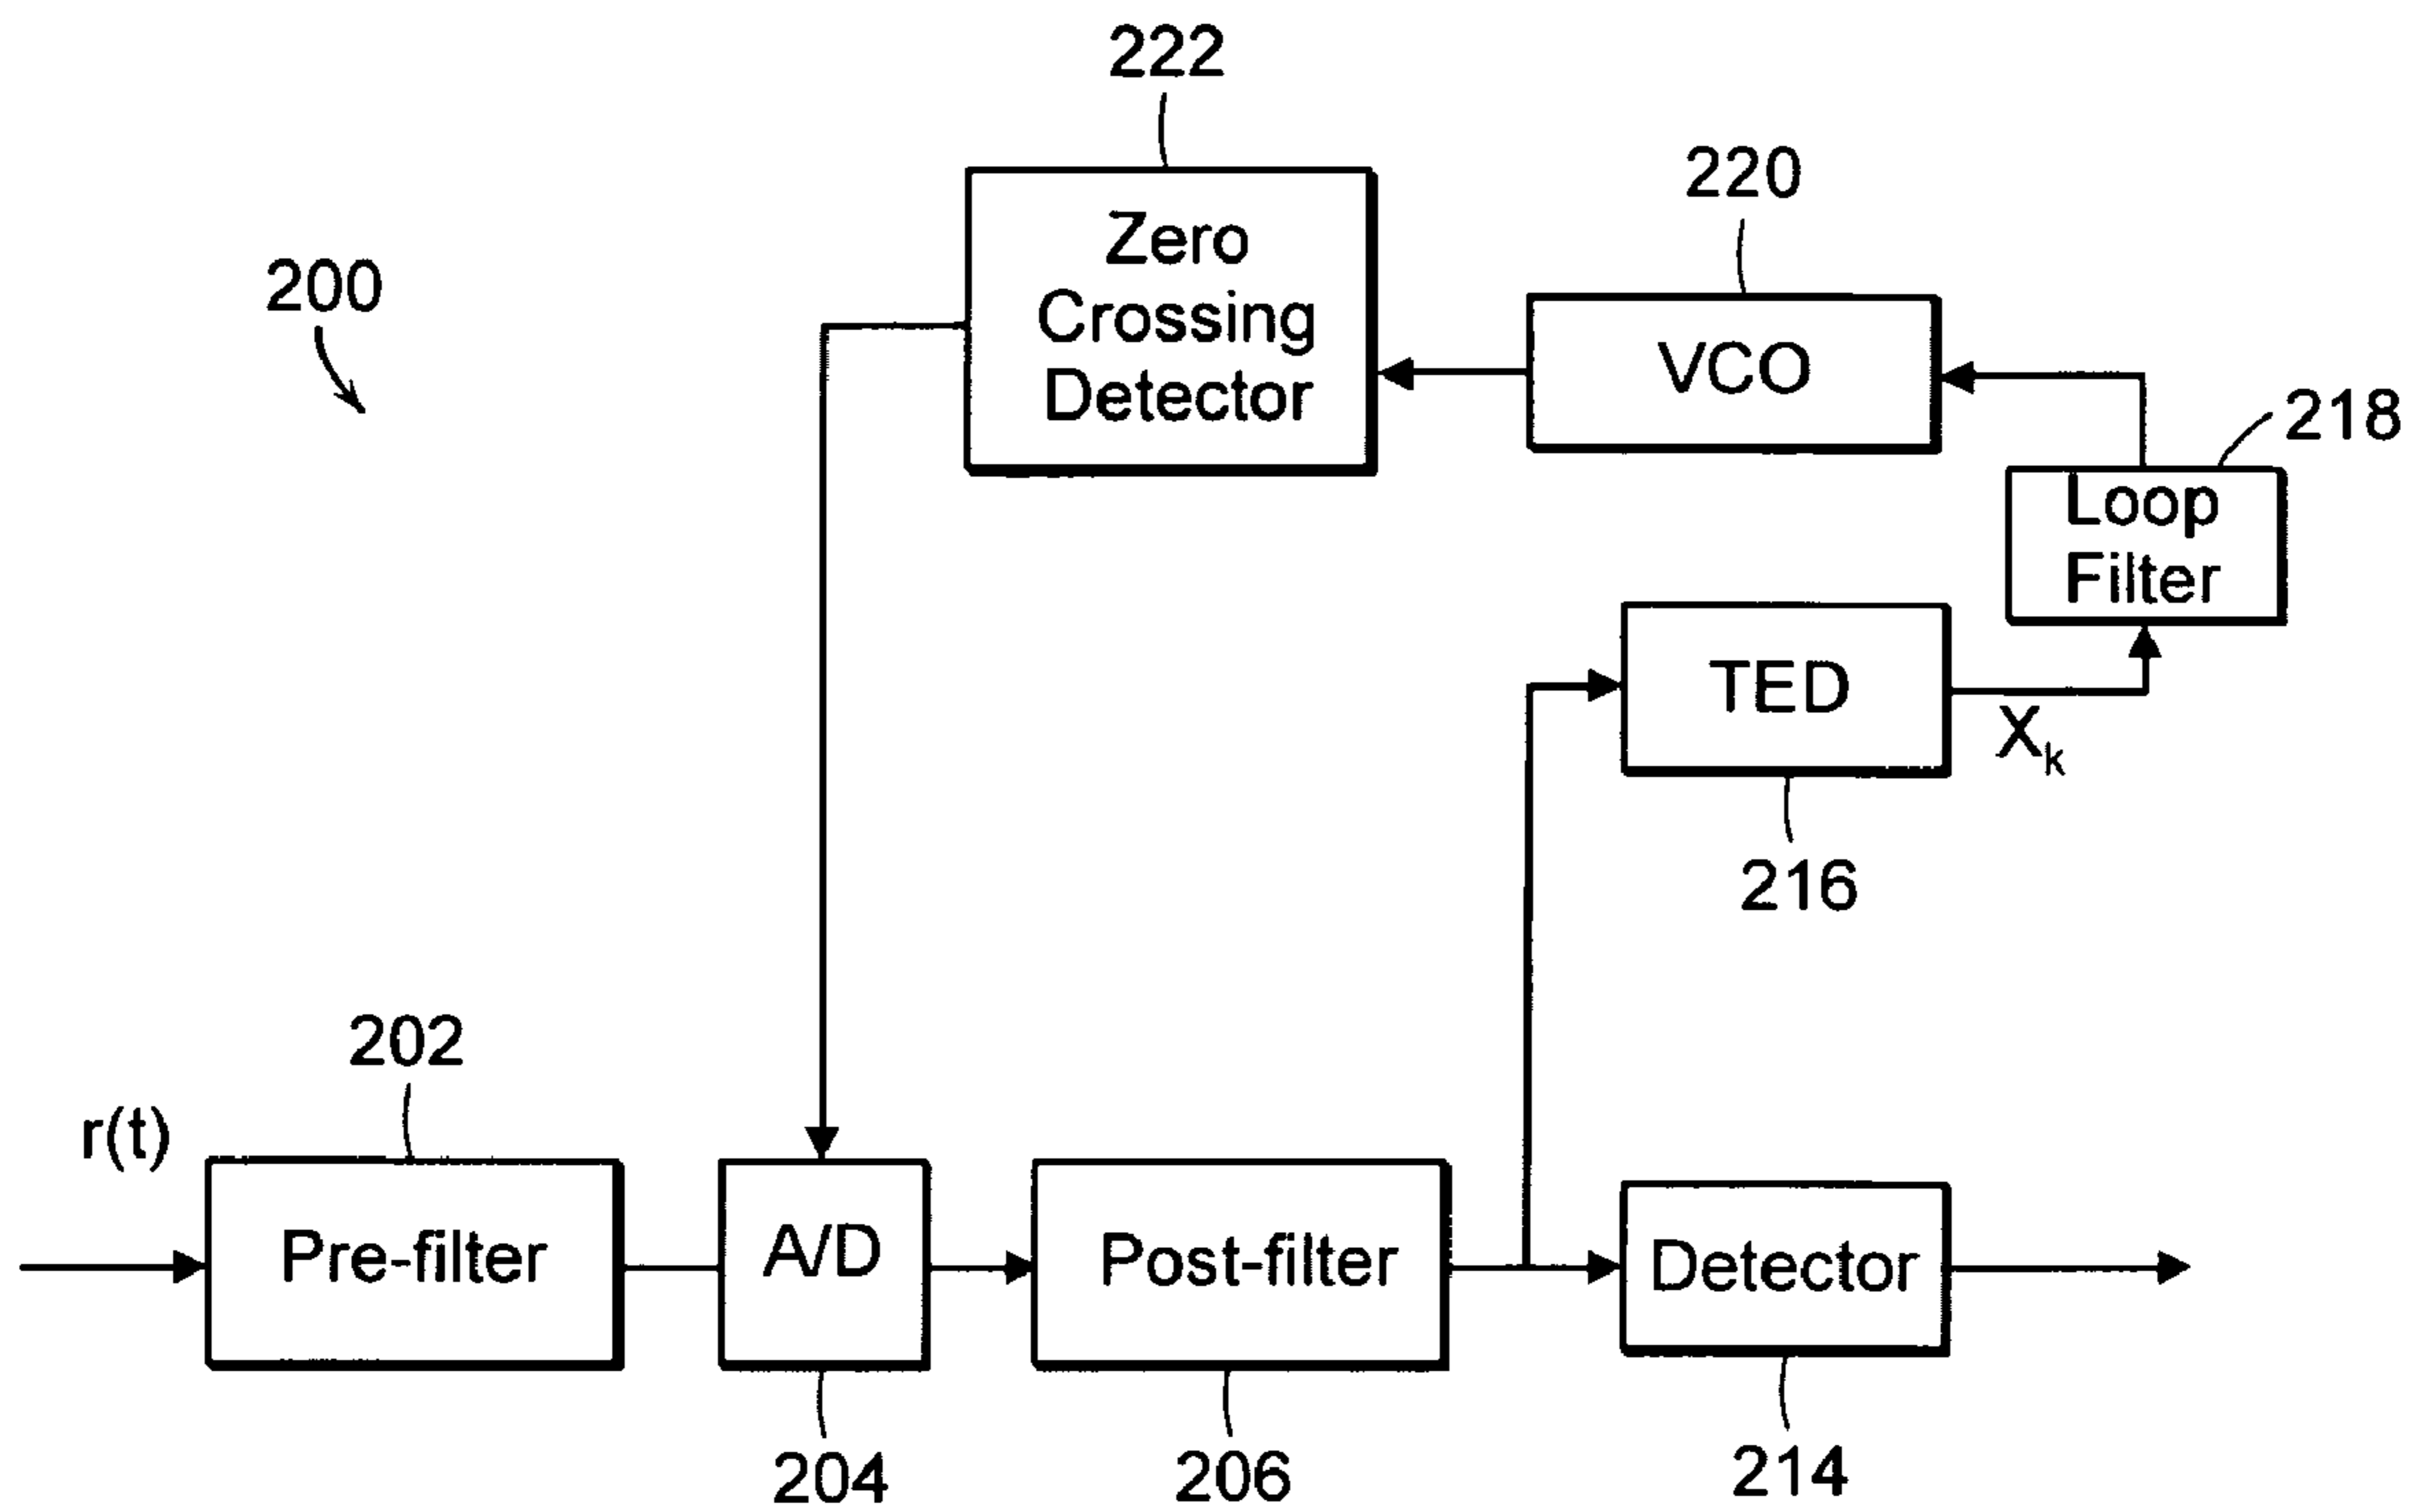 222
220
200
Zero
Crossing
Detector
VCO
218
Loop
Filter
TED
X_k
216
202
r(t)
Pre-filter
A/D
Post-filter
Detector
204
206
214